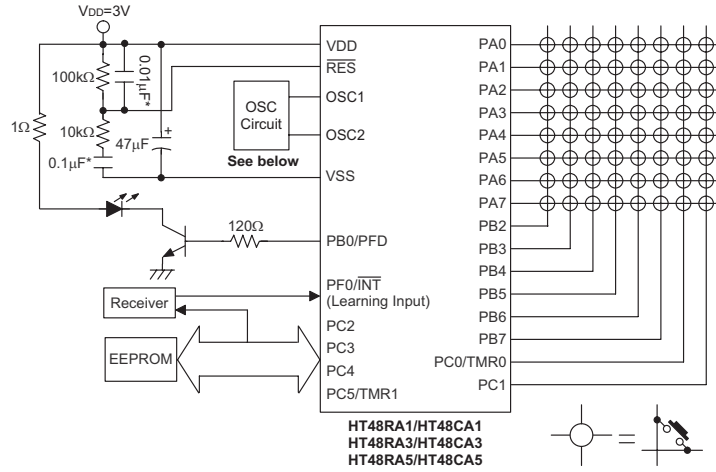 VDD=3V
VDD
RES
100kΩ
0.01μF*
OSC1
OSC
Circuit
OSC2
See below
1Ω
10kΩ
47μF
+
0.1μF*
VSS
120Ω
PB0/PFD
PF0/INT
(Learning Input)
Receiver
PC2
PC3
EEPROM
PC4
PC5/TMR1
PA0
PA1
PA2
PA3
PA4
PA5
PA6
PA7
PB2
PB3
PB4
PB5
PB6
PB7
PC0/TMR0
PC1
HT48RA1/HT48CA1
HT48RA3/HT48CA3
HT48RA5/HT48CA5
=